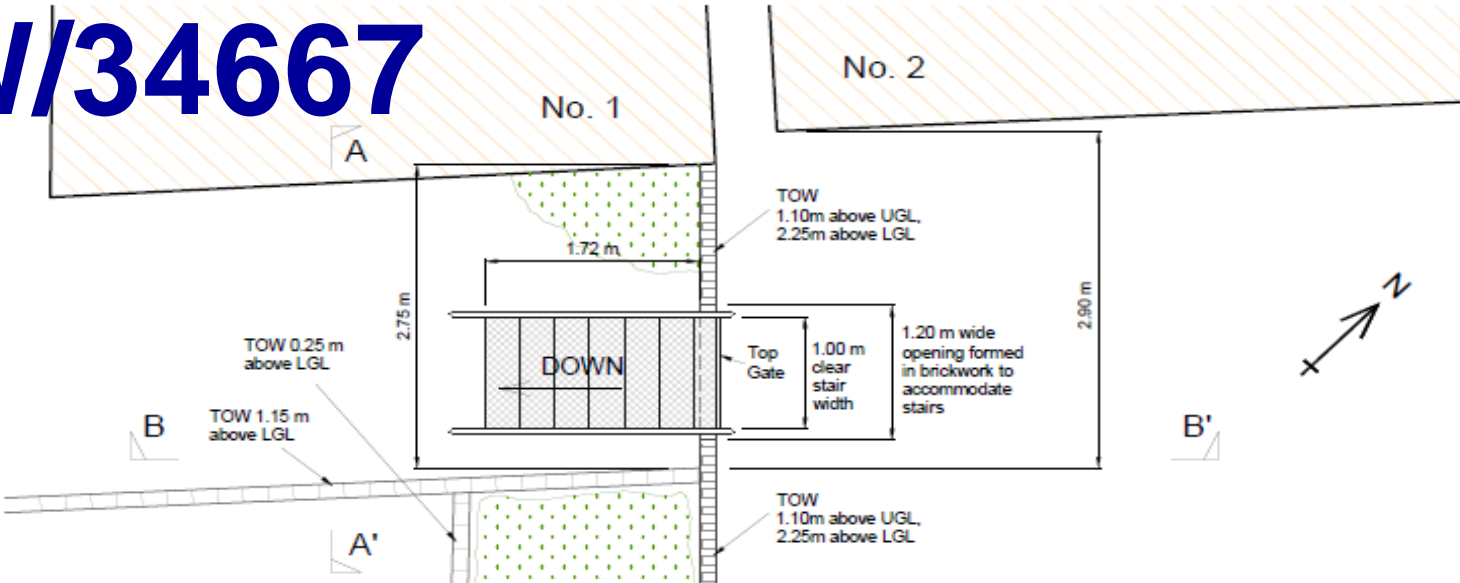 /34667
No. 1
No. 2
A
TOW
1.10m above UGL,
2.25m above LGL
1.72 m
2.75 m
2.90 m
N
TOW 0.25 m
above LGL
DOWN
Top
Gate
1.00 m
clear
stair
width
1.20 m wide
opening formed
in brickwork to
accommodate
stairs
TOW 1.15 m
above LGL
B
B'
A'
TOW
1.10m above UGL,
2.25m above LGL